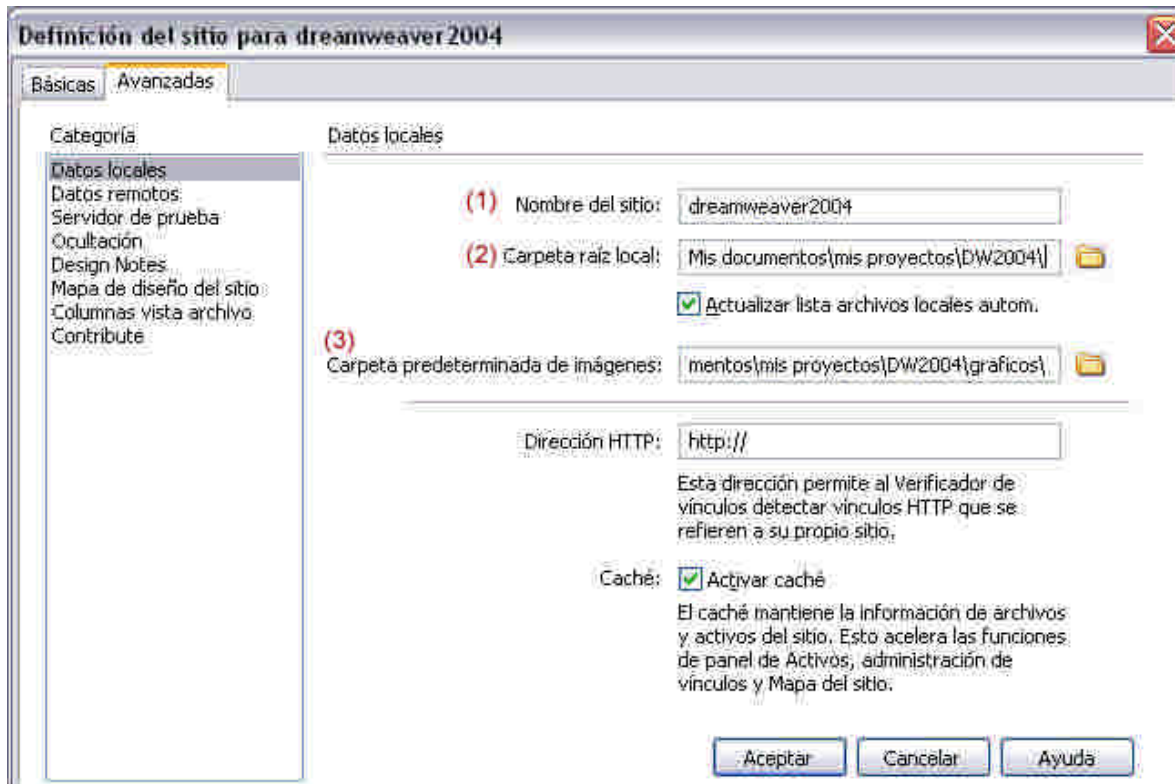 Definición del sitio para dreamweaver2004
Básicas
Avanzadas
Categoría
Datos locales
Datos remotos
Servidor de prueba
Ocultación
Design Notes
Mapa de diseño del sitio
Columnas vista archivo
Contribute
Datos locales
(1) Nombre del sitio: dreamweaver2004
(2) Carpeta raíz local: Mis documentos\mis proyectos\DW2004\
Actualizar lista archivos locales autom.
(3)
Carpeta predeterminada de imágenes: mentos\mis proyectos\DW2004\graficos\
Dirección HTTP: http://
Esta dirección permite al Verificador de
vínculos detectar vínculos HTTP que se
refieren a su propio sitio.
Caché: Activar caché
El caché mantiene la información de archivos
y activos del sitio. Esto acelera las funciones
de panel de Activos, administración de
vínculos y Mapa del sitio.
Aceptar
Cancelar
Ayuda